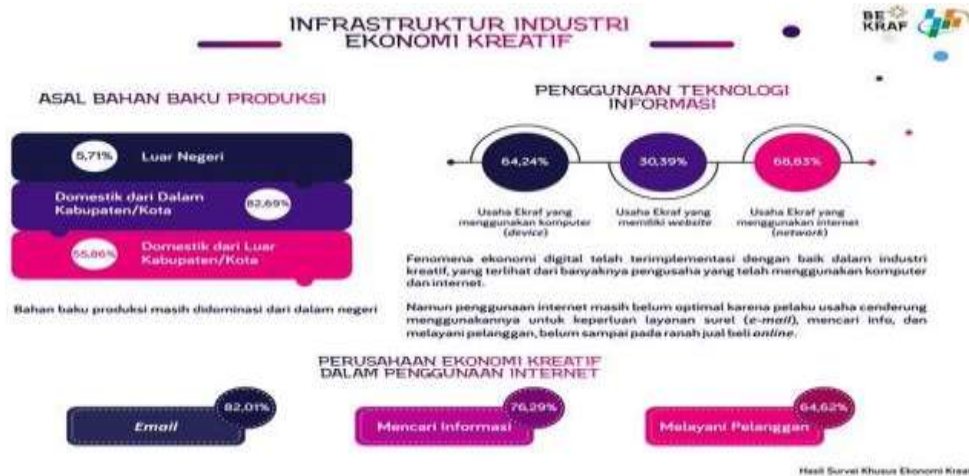 INFRASTRUKTUR INDUSTRI
EKONOMI KREATIF
BE
KRAF
ASAL BAHAN BAKU PRODUKSI
5,71%
Luar Negeri
Domestik dari Dalam
Kabupaten/Kota
82,69%
55,86%
Domestik dari Luar
Kabupaten/Kota
Bahan baku produksi masih didominasi dari dalam negeri
PENGGUNAAN TEKNOLOGI
INFORMASI
64,24%
30,39%
68,63%
Usaha Ekraf yang
menggunakan komputer
(device)
Usaha Ekraf yang
memiliki website
Usaha Ekraf yang
menggunakan internet
(network)
Fenomena ekonomi digital telah terimplementasi dengan baik dalam industri
kreatif, yang terlihat dari banyaknya pengusaha yang telah menggunakan komputer
dan internet.
Namun penggunaan internet masih belum optimal karena pelaku usaha cenderung
menggunakannya untuk keperluan layanan surel (e-mail), mencari info, dan
melayani pelanggan, belum sampai pada ranah jual beli online.
PERUSAHAAN EKONOMI KREATIF
DALAM PENGGUNAAN INTERNET
82,01%
Email
76,29%
Mencari Informasi
64,62%
Melayani Pelanggan
Hasil Survei Khusus Ekonomi Krea